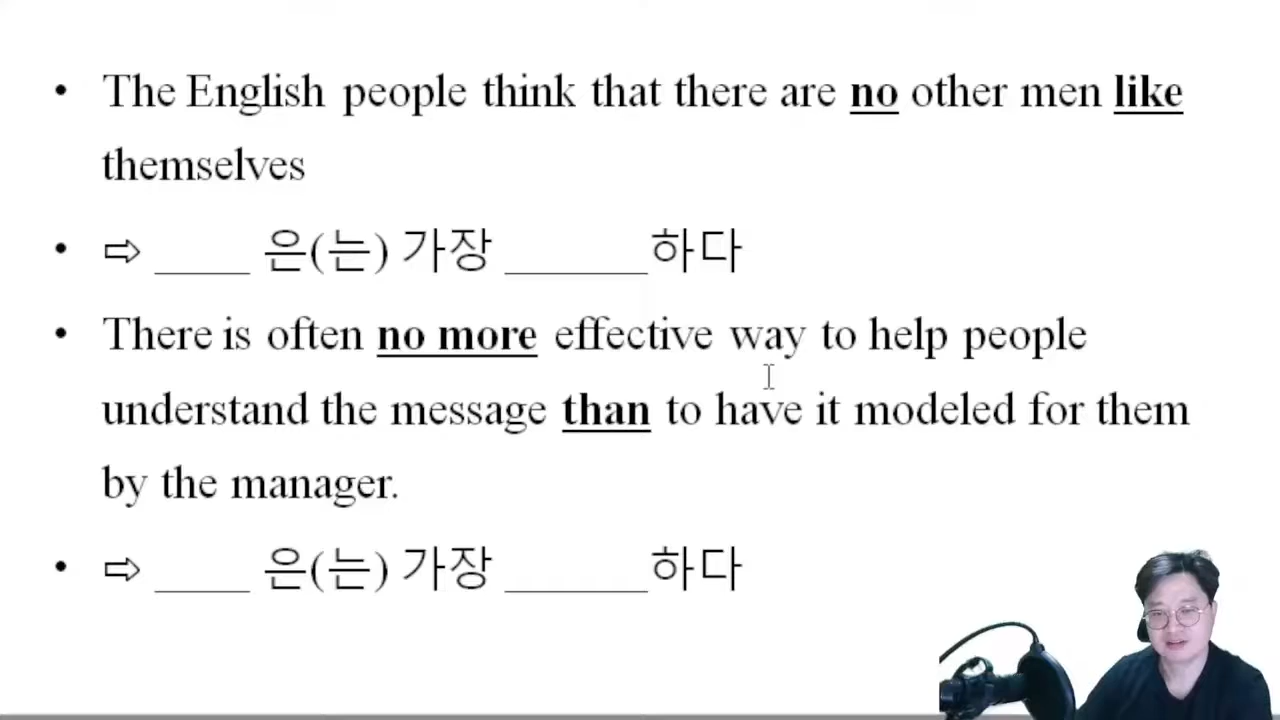 • The English people think that there are no other men like
themselves
• ⇨ ____ 은(는) 가장 ______하다
• There is often no more effective way to help people
understand the message than to have it modeled for them
by the manager.
• ⇨ ____ 은(는) 가장 ______하다